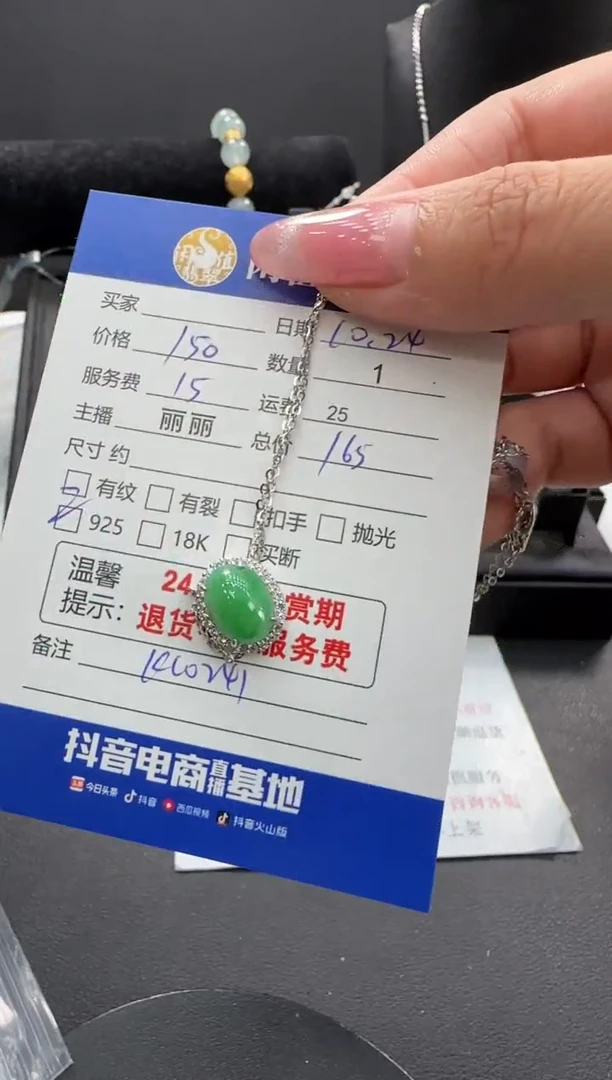 买家 日期 10.24
价格 150 数量 1
服务费 15 运费 25
主播 丽丽 总价 165
尺寸 约
有纹 有裂 扣手 抛光
925 18K 买断
温馨 24 赏期
提示: 退货 服务费
备注
抖音电商直播基地
今日头条 抖音 西瓜视频 抖音火山版